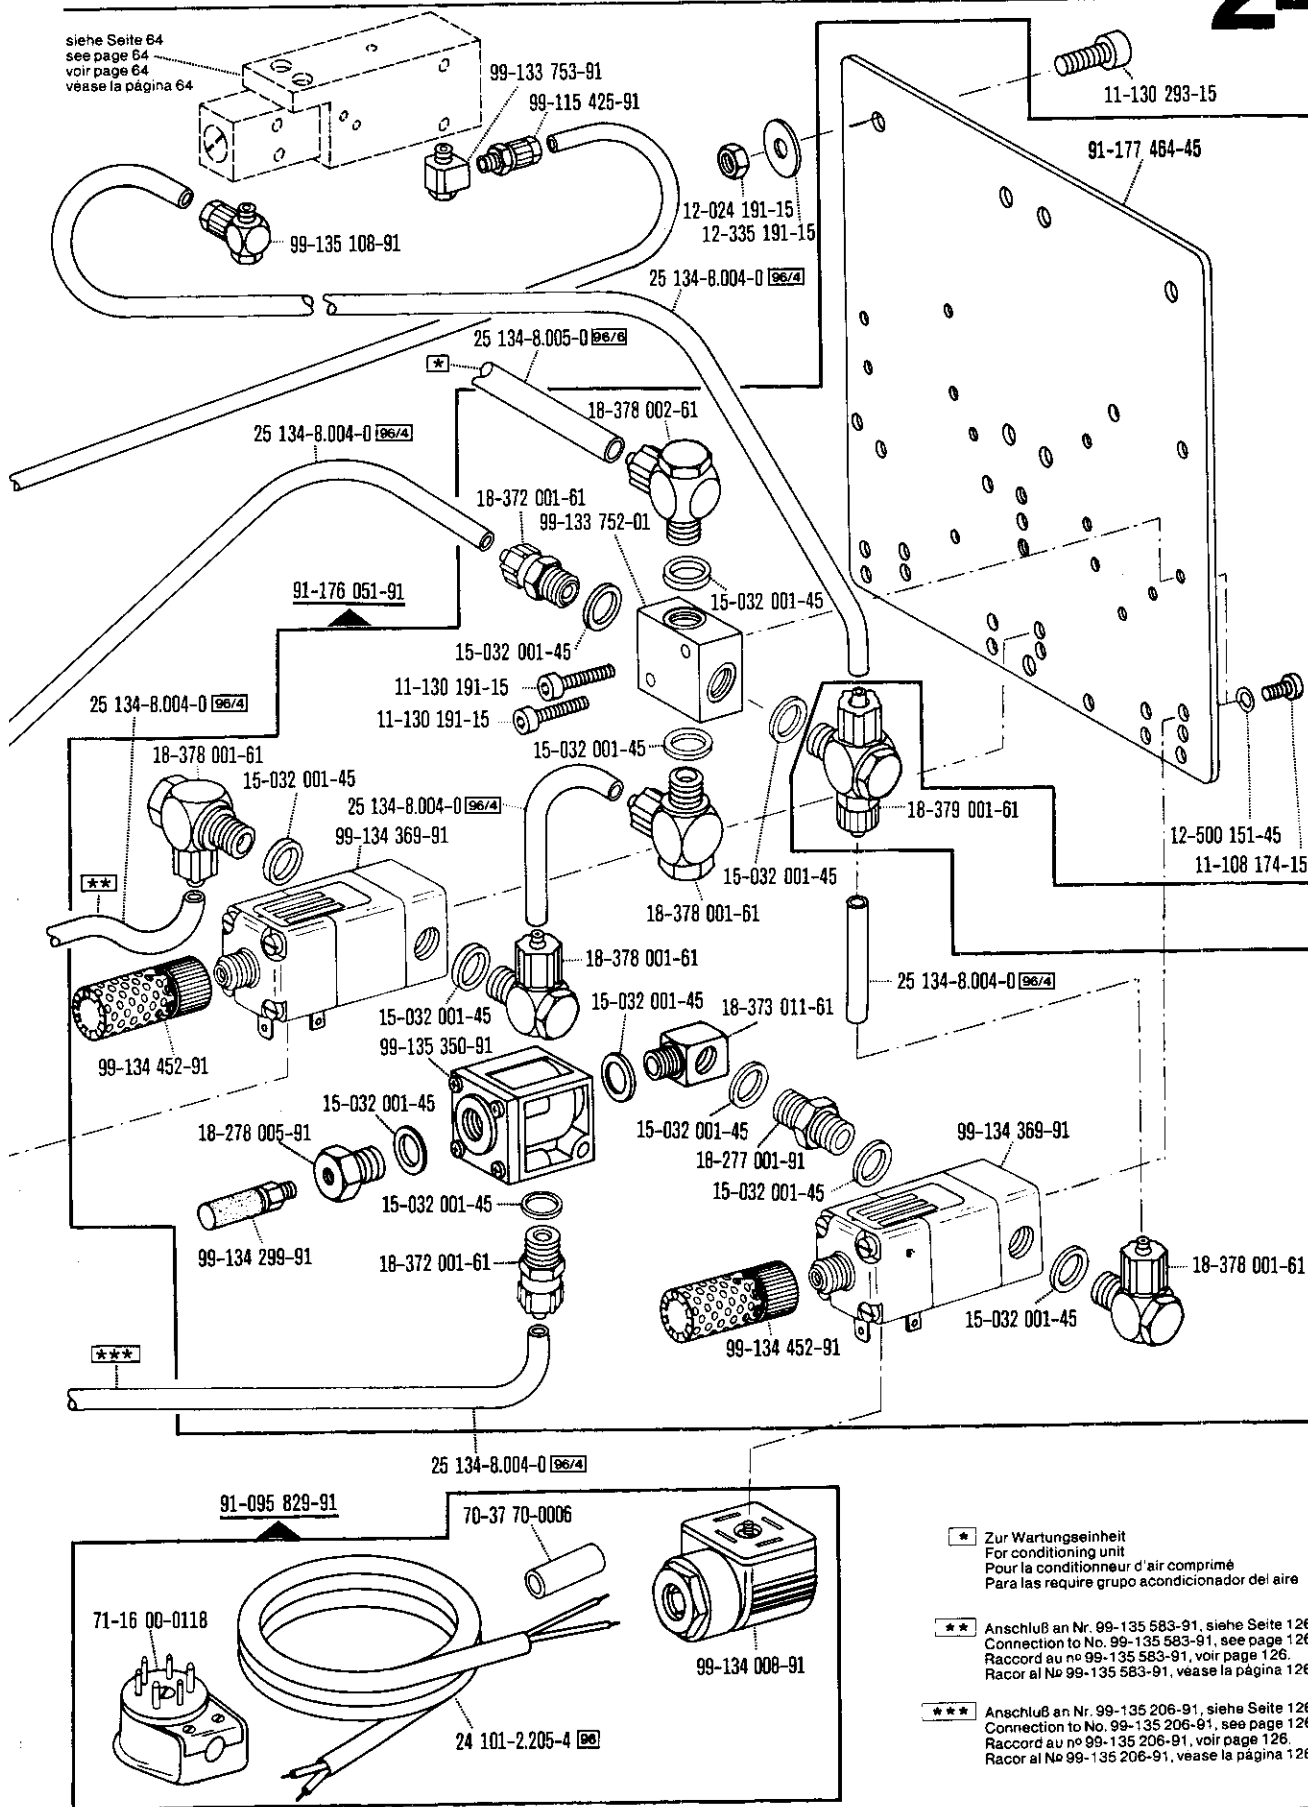 siehe Seite 64
see page 64
voir page 64
véase la página 64
99-133 753-91
99-115 425-91
11-130 293-15
91-177 464-45
12-024 191-15
12-335 191-15
99-135 108-91
25 134-8.004-0 96/4
25 134-8.005-0 96/6
*
18-378 002-61
25 134-8.004-0 96/4
18-372 001-61
99-133 752-01
91-176 051-91
15-032 001-45
15-032 001-45
11-130 191-15
25 134-8.004-0 96/4
11-130 191-15
18-378 001-61
15-032 001-45
15-032 001-45
25 134-8.004-0 96/4
18-379 001-61
99-134 369-91
12-500 151-45
11-108 174-15
**
15-032 001-45
18-378 001-61
18-378 001-61
25 134-8.004-0 96/4
15-032 001-45
18-373 011-61
15-032 001-45
99-135 350-91
99-134 452-91
15-032 001-45
18-278 005-91
15-032 001-45
99-134 369-91
18-277 001-91
15-032 001-45
15-032 001-45
99-134 299-91
18-372 001-61
18-378 001-61
15-032 001-45
99-134 452-91
***
25 134-8.004-0 96/4
91-095 829-91
70-37 70-0006
71-16 00-0118
99-134 008-91
24 101-2.205-4 96
* Zur Wartungseinheit
For conditioning unit
Pour la conditionneur d'air comprimé
Para las require grupo acondicionador del aire
** Anschluß an Nr. 99-135 583-91, siehe Seite 126
Connection to No. 99-135 583-91, see page 126
Raccord au nº 99-135 583-91, voir page 126.
Racor al Nº 99-135 583-91, véase la página 126
*** Anschluß an Nr. 99-135 206-91, siehe Seite 126
Connection to No. 99-135 206-91, see page 126
Raccord au nº 99-135 206-91, voir page 126.
Racor al Nº 99-135 206-91, véase la página 126